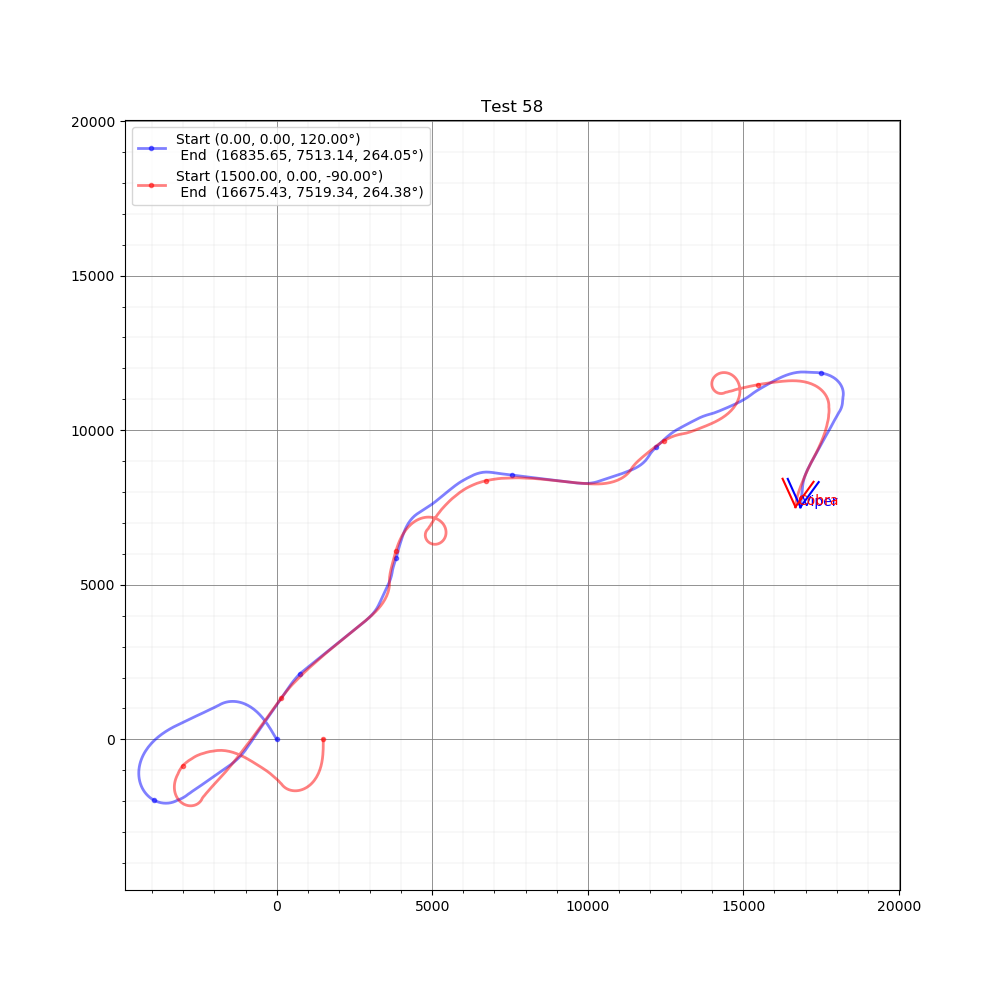 Test 58
Start (0.00, 0.00, 120.00°)
End (16835.65, 7513.14, 264.05°)
Start (1500.00, 0.00, -90.00°)
End (16675.43, 7519.34, 264.38°)
20000
15000
10000
5000
0
Viper
0
5000
10000
15000
20000